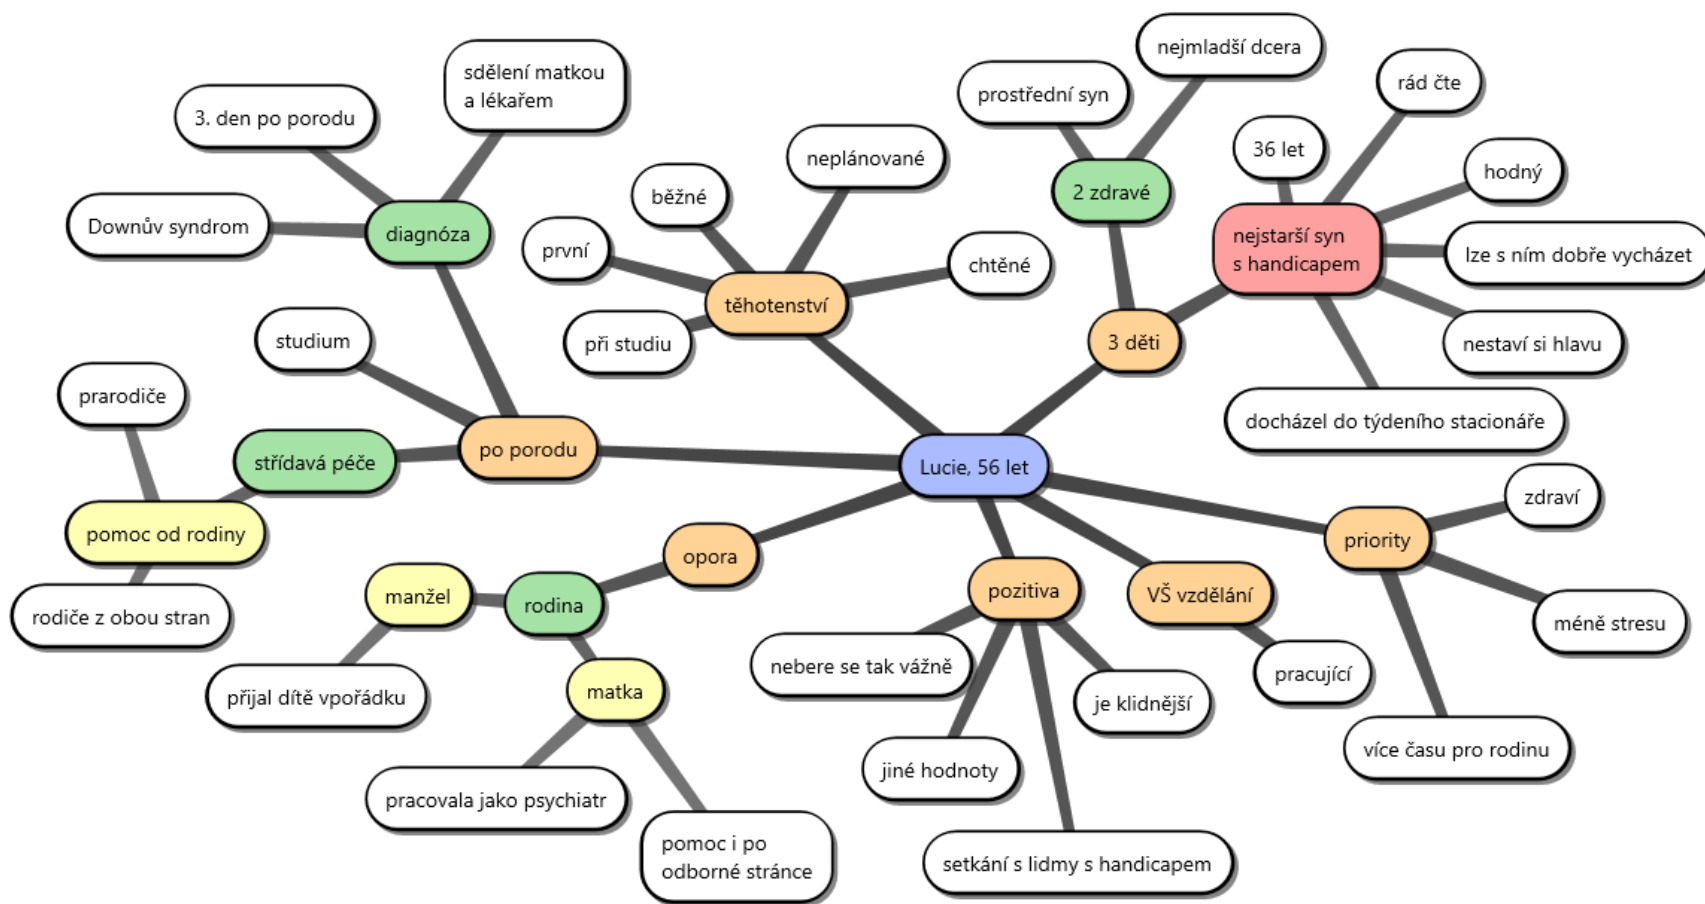 nejmladší dcera
sdělení matkou
a lékařem
rád čte
prostřední syn
3. den po porodu
36 let
neplánované
hodný
běžné
2 zdravé
Downův syndrom
diagnóza
nejstarší syn
s handicapem
první
lze s ním dobře vycházet
chtěné
těhotenství
studium
při studiu
3 děti
nestaví si hlavu
prarodiče
docházel do týdeního stacionáře
po porodu
střídavá péče
Lucie, 56 let
zdraví
pomoc od rodiny
priority
opora
pozitiva
VŠ vzdělání
manžel
rodina
rodiče z obou stran
méně stresu
nebere se tak vážně
pracující
přijal dítě vpořádku
matka
je klidnější
více času pro rodinu
jiné hodnoty
pracovala jako psychiatr
pomoc i po
odborné stránce
setkání s lidmy s handicapem